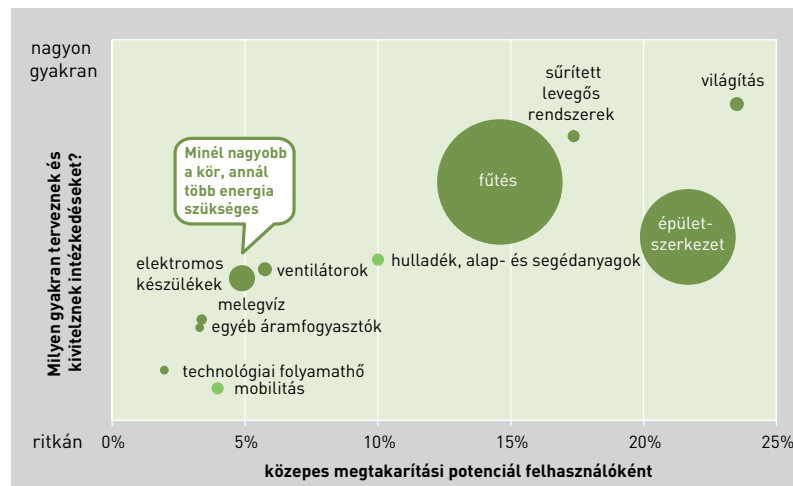 nagyon
gyakran
Milyen gyakran terveznek és
kivitelznek intézkedéseket?
sűrített
levegős
rendszerek
világítás
Minél nagyobb
a kör, annál
több energia
szükséges
fűtés
épület-
szerkezet
elektromos
készülékek
ventilátorok
hulladék, alap- és segédanyagok
melegvíz
egyéb áramfogyasztók
technológiai folyamathő
mobilitás
ritkán
0%
5%
10%
15%
20%
25%
közepes megtakarítási potenciál felhasználóként